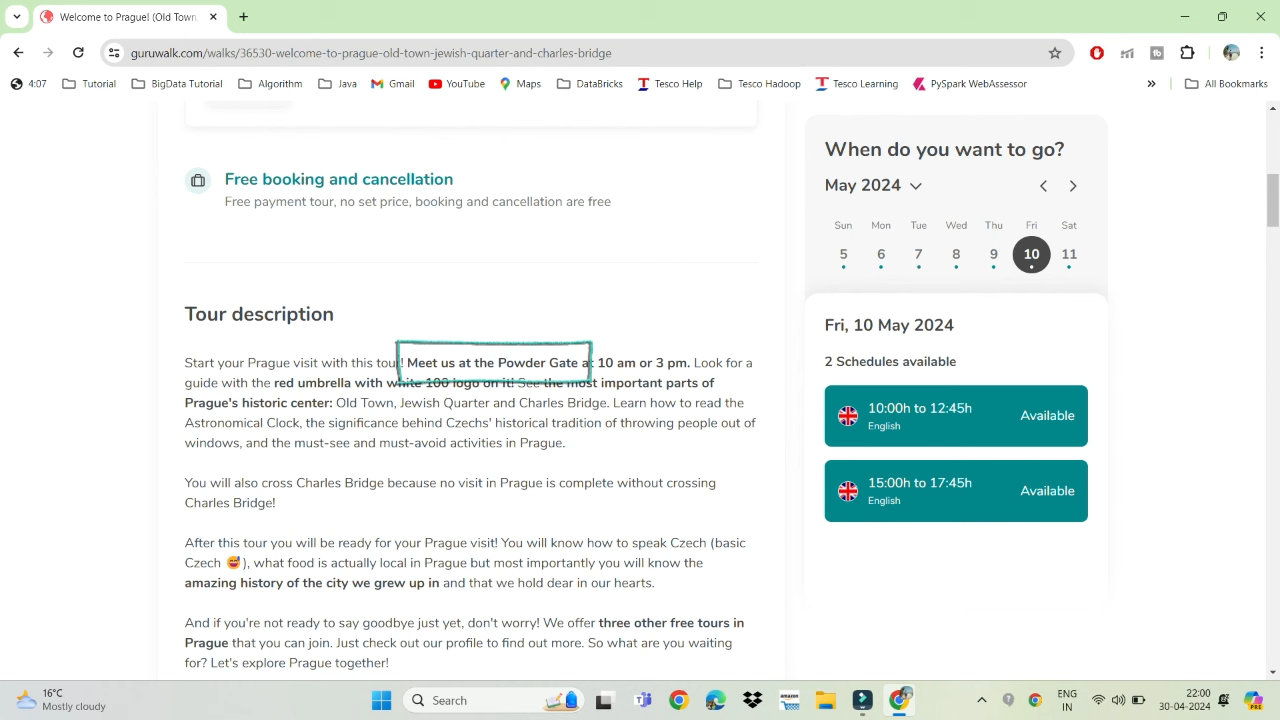 Welcome to Prague! (Old Town,
guruwalk.com/walks/36530-welcome-to-prague-old-town-jewish-quarter-and-charles-bridge
4:07
Tutorial
BigData Tutorial
Algorithm
Java
Gmail
YouTube
Maps
DataBricks
Tesco Help
Tesco Hadoop
Tesco Learning
PySpark WebAssessor
»
All Bookmarks
Free booking and cancellation
Free payment tour, no set price, booking and cancellation are free
Tour description
Start your Prague visit with this tour! Meet us at the Powder Gate at 10 am or 3 pm. Look for a
guide with the red umbrella with white 100 logo on it! See the most important parts of
Prague's historic center: Old Town, Jewish Quarter and Charles Bridge. Learn how to read the
Astronomical Clock, the significance behind Czechs' historical tradition of throwing people out of
windows, and the must-see and must-avoid activities in Prague.
You will also cross Charles Bridge because no visit in Prague is complete without crossing
Charles Bridge!
After this tour you will be ready for your Prague visit! You will know how to speak Czech (basic
Czech 😅), what food is actually local in Prague but most importantly you will know the
amazing history of the city we grew up in and that we hold dear in our hearts.
And if you're not ready to say goodbye just yet, don't worry! We offer three other free tours in
Prague that you can join. Just check out our profile to find out more. So what are you waiting
for? Let's explore Prague together!
When do you want to go?
May 2024
Sun Mon Tue Wed Thu Fri Sat
5 6 7 8 9 10 11
Fri, 10 May 2024
2 Schedules available
10:00h to 12:45h
English
Available
15:00h to 17:45h
English
Available
16°C
Mostly cloudy
Search
amazon
ENG
IN
22:00
30-04-2024
PRE